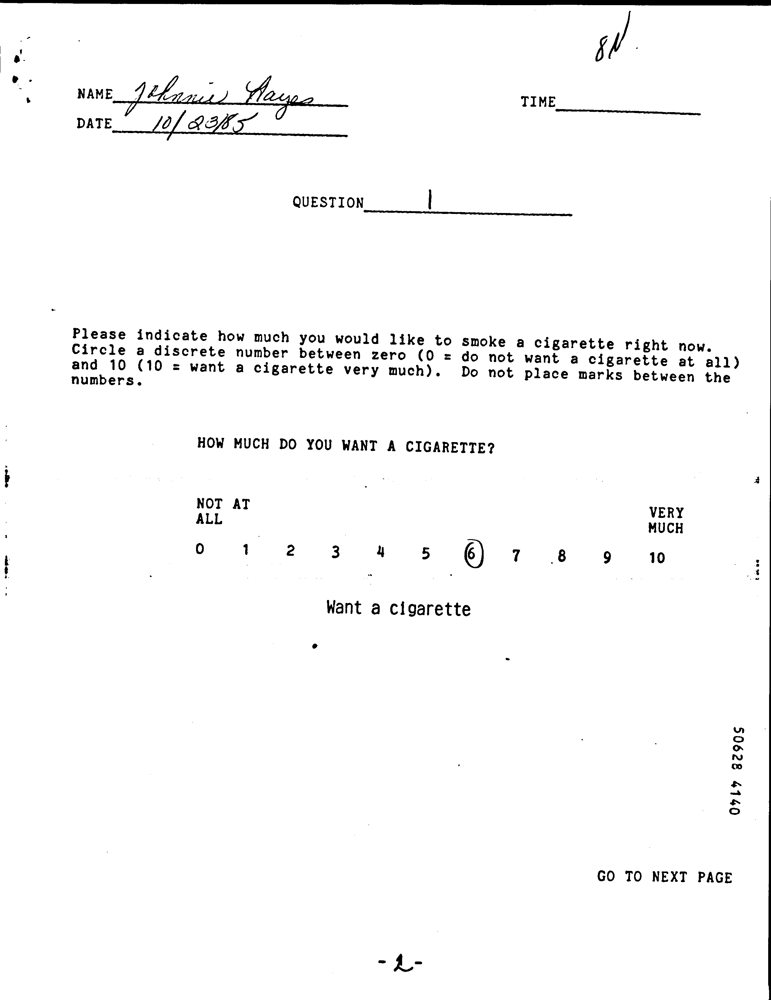 8N
NAME Johnnie Hayes
TIME
DATE 10/23/85
QUESTION 1
Please indicate how much you would like to smoke a cigarette right now.
Circle a discrete number between zero (0 = do not want a cigarette at all)
and 10 (10 = want a cigarette very much). Do not place marks between the
numbers.
HOW MUCH DO YOU WANT A CIGARETTE?
NOT AT
ALL
VERY
MUCH
0 1 2 3 4 5 6 7 8 9 10
Want a cigarette
50628 4140
GO TO NEXT PAGE